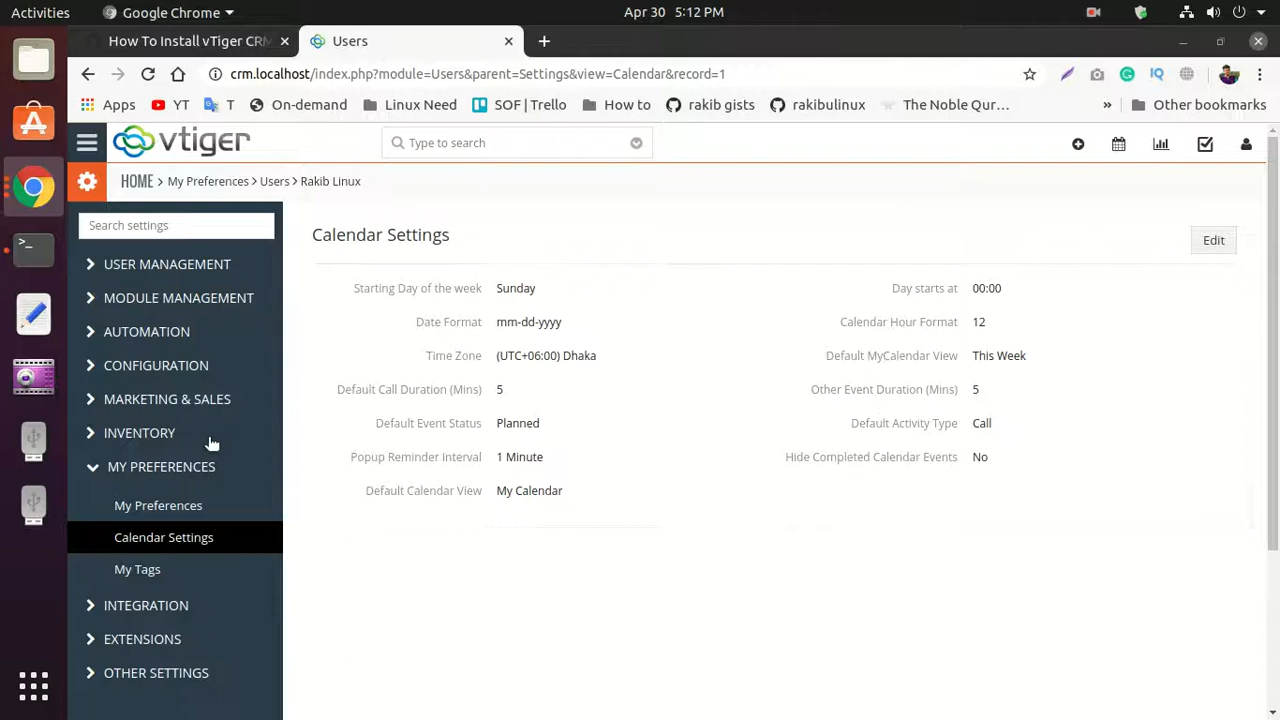 Activities Google Chrome Apr 30 5:12 PM
How To Install vTiger CRM Users
crm.localhost/index.php?module=Users&parent=Settings&view=Calendar&record=1
Apps YT T On-demand Linux Need SOF | Trello How to rakib gists rakibulinux The Noble Qur... » Other bookmarks
vtiger Type to search
HOME > My Preferences > Users > Rakib Linux
Search settings
USER MANAGEMENT
MODULE MANAGEMENT
AUTOMATION
CONFIGURATION
MARKETING & SALES
INVENTORY
MY PREFERENCES
My Preferences
Calendar Settings
My Tags
INTEGRATION
EXTENSIONS
OTHER SETTINGS
Calendar Settings Edit
Starting Day of the week Sunday Day starts at 00:00
Date Format mm-dd-yyyy Calendar Hour Format 12
Time Zone (UTC+06:00) Dhaka Default MyCalendar View This Week
Default Call Duration (Mins) 5 Other Event Duration (Mins) 5
Default Event Status Planned Default Activity Type Call
Popup Reminder Interval 1 Minute Hide Completed Calendar Events No
Default Calendar View My Calendar